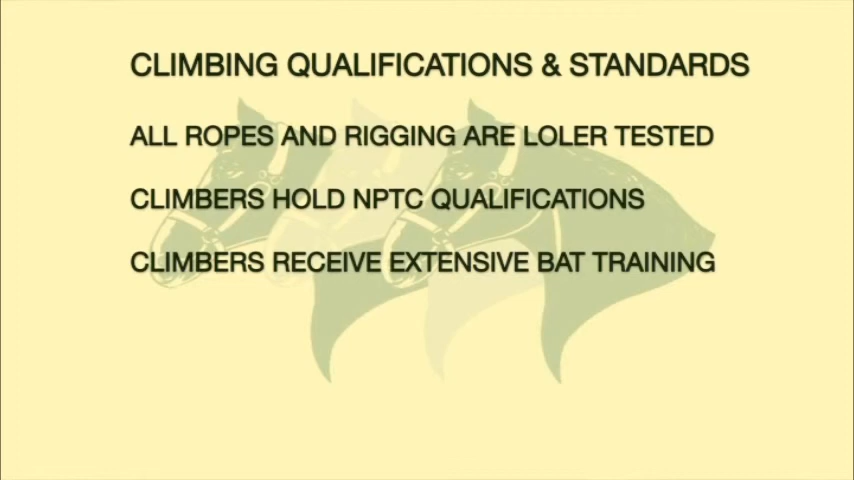 CLIMBING QUALIFICATIONS & STANDARDS
ALL ROPES AND RIGGING ARE LOLER TESTED
CLIMBERS HOLD NPTC QUALIFICATIONS
CLIMBERS RECEIVE EXTENSIVE BAT TRAINING